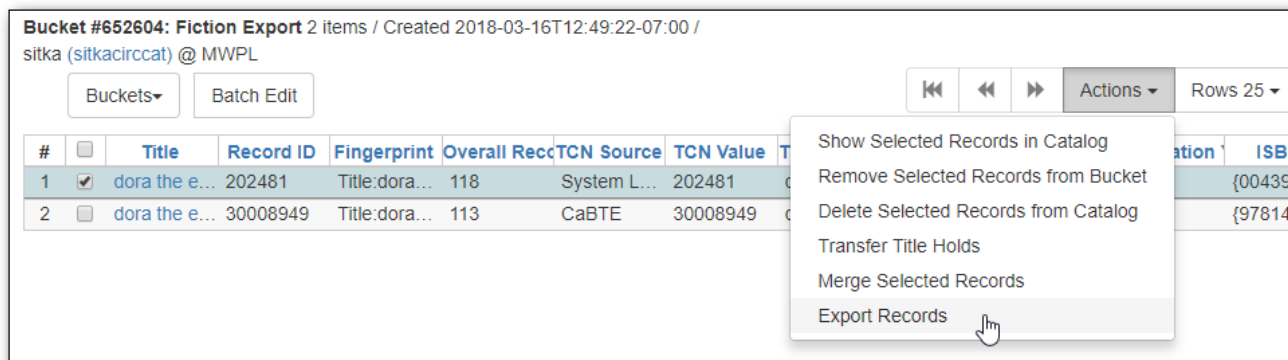 Bucket #652604: Fiction Export 2 items / Created 2018-03-16T12:49:22-07:00 /
sitka (sitkacirccat) @ MWPL
Buckets Batch Edit Actions Rows 25
# Title Record ID Fingerprint Overall Recc TCN Source TCN Value T ation ISB
1 dora the e... 202481 Title:dora... 118 System L... 202481 {00439
2 dora the e... 30008949 Title:dora... 113 CaBTE 30008949 {97814
Show Selected Records in Catalog
Remove Selected Records from Bucket
Delete Selected Records from Catalog
Transfer Title Holds
Merge Selected Records
Export Records